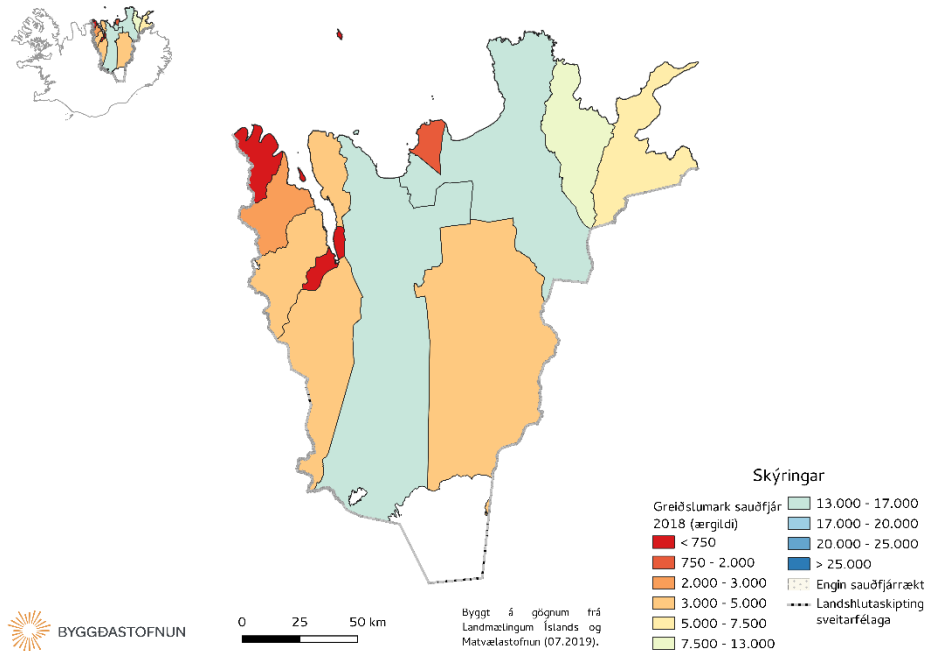 Skýringar
Greiðslumark sauðfjár
2018 (ærgildi)
< 750
750 - 2.000
2.000 - 3.000
3.000 - 5.000
5.000 - 7.500
7.500 - 13.000
13.000 - 17.000
17.000 - 20.000
20.000 - 25.000
> 25.000
Engin sauðfjárrækt
Landshlutaskipting
sveitarfélaga
BYGGÐASTOFNUN
0 25 50 km
Byggt á gögnum frá
Landmælingum Íslands og
Matvælastofnun (07.2019).